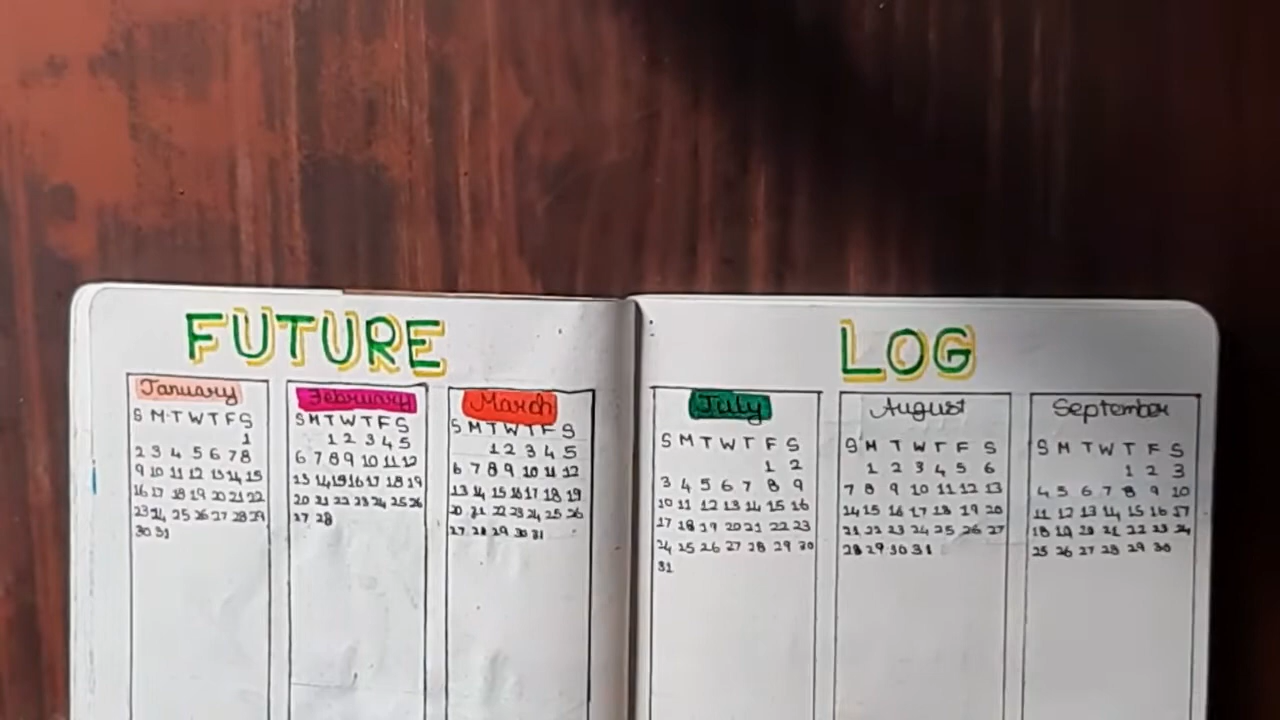 FUTURE LOG
January
S M T W T F S
1
2 3 4 5 6 7 8
9 10 11 12 13 14 15
16 17 18 19 20 21 22
23 24 25 26 27 28 29
30 31
February
S M T W T F S
1 2 3 4 5
6 7 8 9 10 11 12
13 14 15 16 17 18 19
20 21 22 23 24 25 26
27 28
March
S M T W T F S
1 2 3 4 5
6 7 8 9 10 11 12
13 14 15 16 17 18 19
20 21 22 23 24 25 26
27 28 29 30 31
July
S M T W T F S
1 2
3 4 5 6 7 8 9
10 11 12 13 14 15 16
17 18 19 20 21 22 23
24 25 26 27 28 29 30
31
August
S M T W T F S
1 2 3 4 5 6
7 8 9 10 11 12 13
14 15 16 17 18 19 20
21 22 23 24 25 26 27
28 29 30 31
September
S M T W T F S
1 2 3
4 5 6 7 8 9 10
11 12 13 14 15 16 17
18 19 20 21 22 23 24
25 26 27 28 29 30